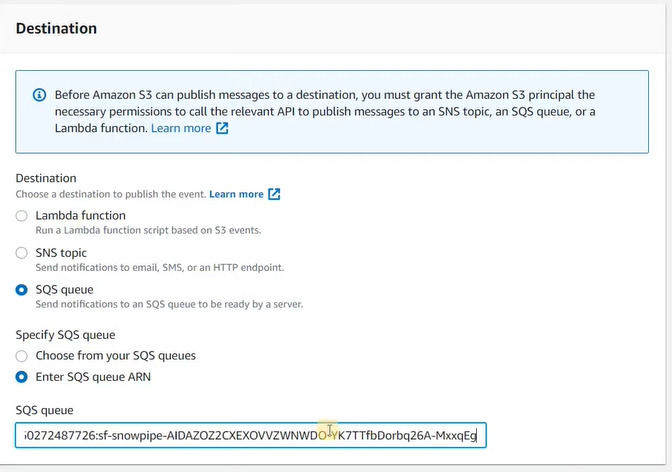 Destination
Before Amazon S3 can publish messages to a destination, you must grant the Amazon S3 principal the
necessary permissions to call the relevant API to publish messages to an SNS topic, an SQS queue, or a
Lambda function. Learn more
Destination
Choose a destination to publish the event. Learn more
Lambda function
Run a Lambda function script based on S3 events.
SNS topic
Send notifications to email, SMS, or an HTTP endpoint.
SQS queue
Send notifications to an SQS queue to be ready by a server.
Specify SQS queue
Choose from your SQS queues
Enter SQS queue ARN
SQS queue
0272487726:sf-snowpipe-AIDAZOZ2CXEXOVVZWNWDO-YK7TTfbDorbq26A-MxxqEg